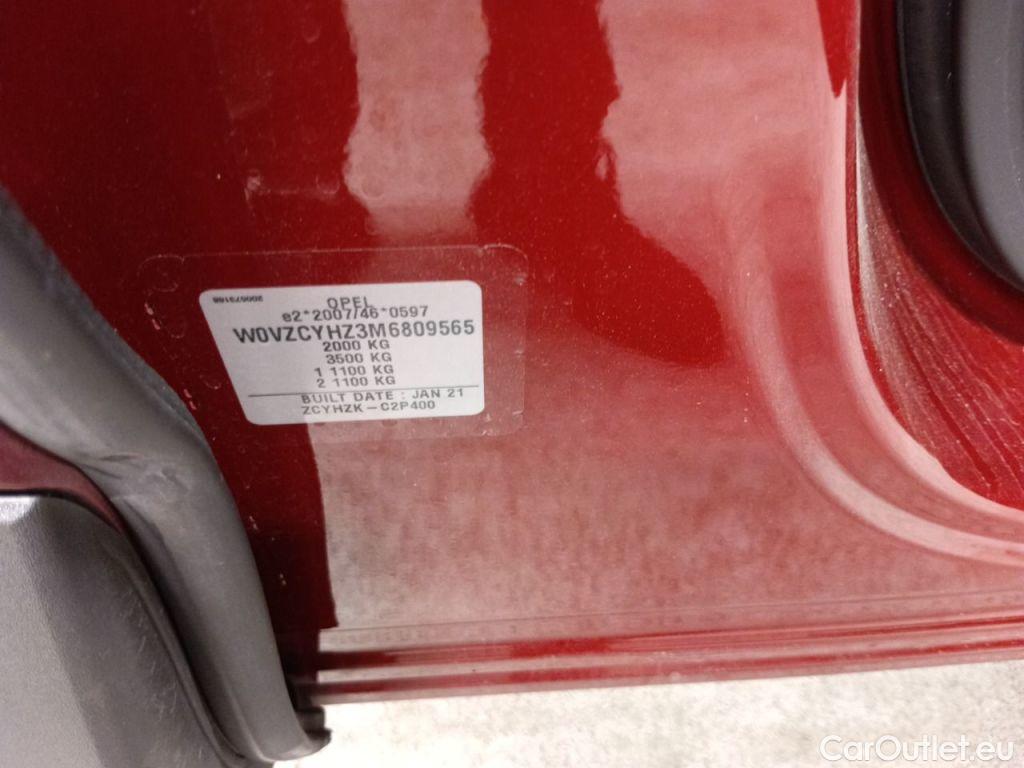 OPEL
e2*2007/46*0597
W0VZCYHZ3M6809565
2000 KG
3500 KG
1 1100 KG
2 1100 KG
BUILT DATE : JAN 21
ZCYHZK-C2P400
CarOutlet.eu